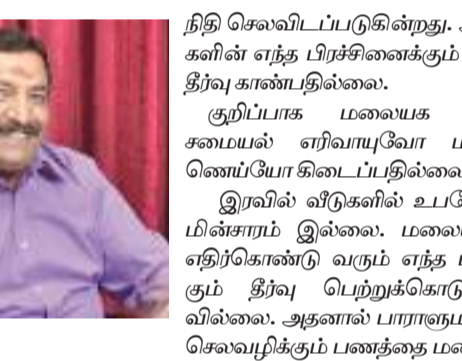 நிதி செலவிடப்படுகின்றது.
களின் எந்த பிரச்சினைக்கும்
தீர்வு காண்பதில்லை.
குறிப்பாக மலையக
சமையல் எரிவாயுவோ
ணெய்யோ கிடைப்பதில்லை
இரவில் வீடுகளில்
மின்சாரம் இல்லை.
எதிர்கொண்டு வரும் எந்த
கும் தீர்வு பெற்றுக்கொடு
வில்லை. அதனால் பாராளும
செலவழிக்கும் பணத்தை